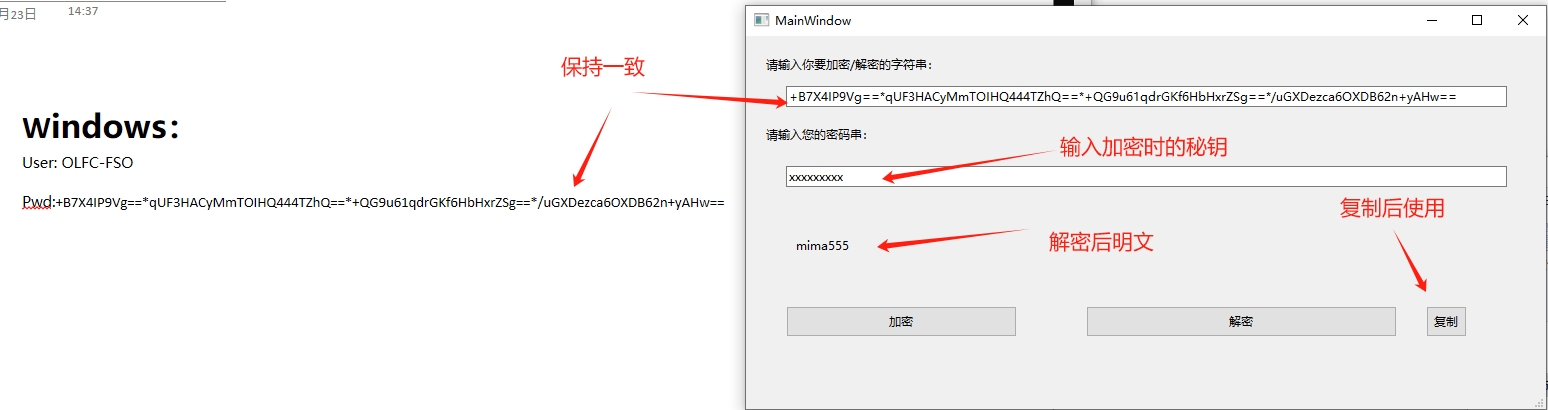 月23日 14:37
Windows：
User: OLFC-FSO
Pwd:+B7X4IP9Vg==*qUF3HACyMmTOIHQ444TZhQ==*+QG9u61qdrGKf6HbHxrZSg==*/uGXDezca6OXDB62n+yAHw==
保持一致
MainWindow
请输入你要加密/解密的字符串：
+B7X4IP9Vg==*qUF3HACyMmTOIHQ444TZhQ==*+QG9u61qdrGKf6HbHxrZSg==*/uGXDezca6OXDB62n+yAHw==
请输入您的密码串：
输入加密时的秘钥
xxxxxxxxx
复制后使用
解密后明文
mima555
加密
解密
复制